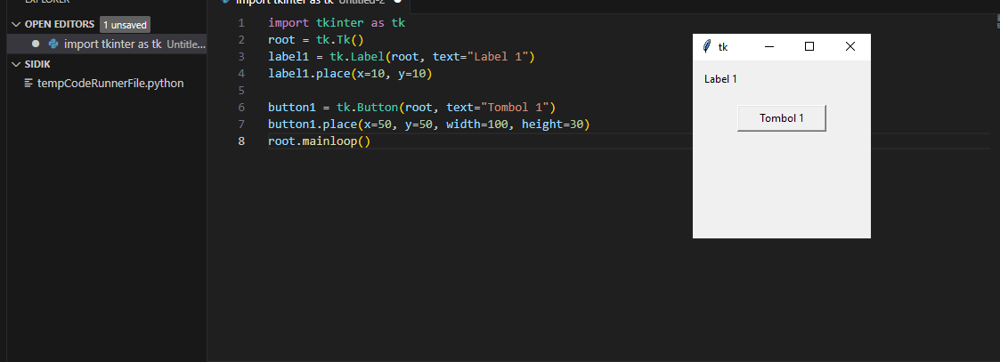 EXPLORER
OPEN EDITORS 1 unsaved
import tkinter as tk Untitle...
SIDIK
tempCodeRunnerFile.python
import tkinter as tk Untitled-2
1 import tkinter as tk
2 root = tk.Tk()
3 label1 = tk.Label(root, text="Label 1")
4 label1.place(x=10, y=10)
5
6 button1 = tk.Button(root, text="Tombol 1")
7 button1.place(x=50, y=50, width=100, height=30)
8 root.mainloop()
tk
Label 1
Tombol 1